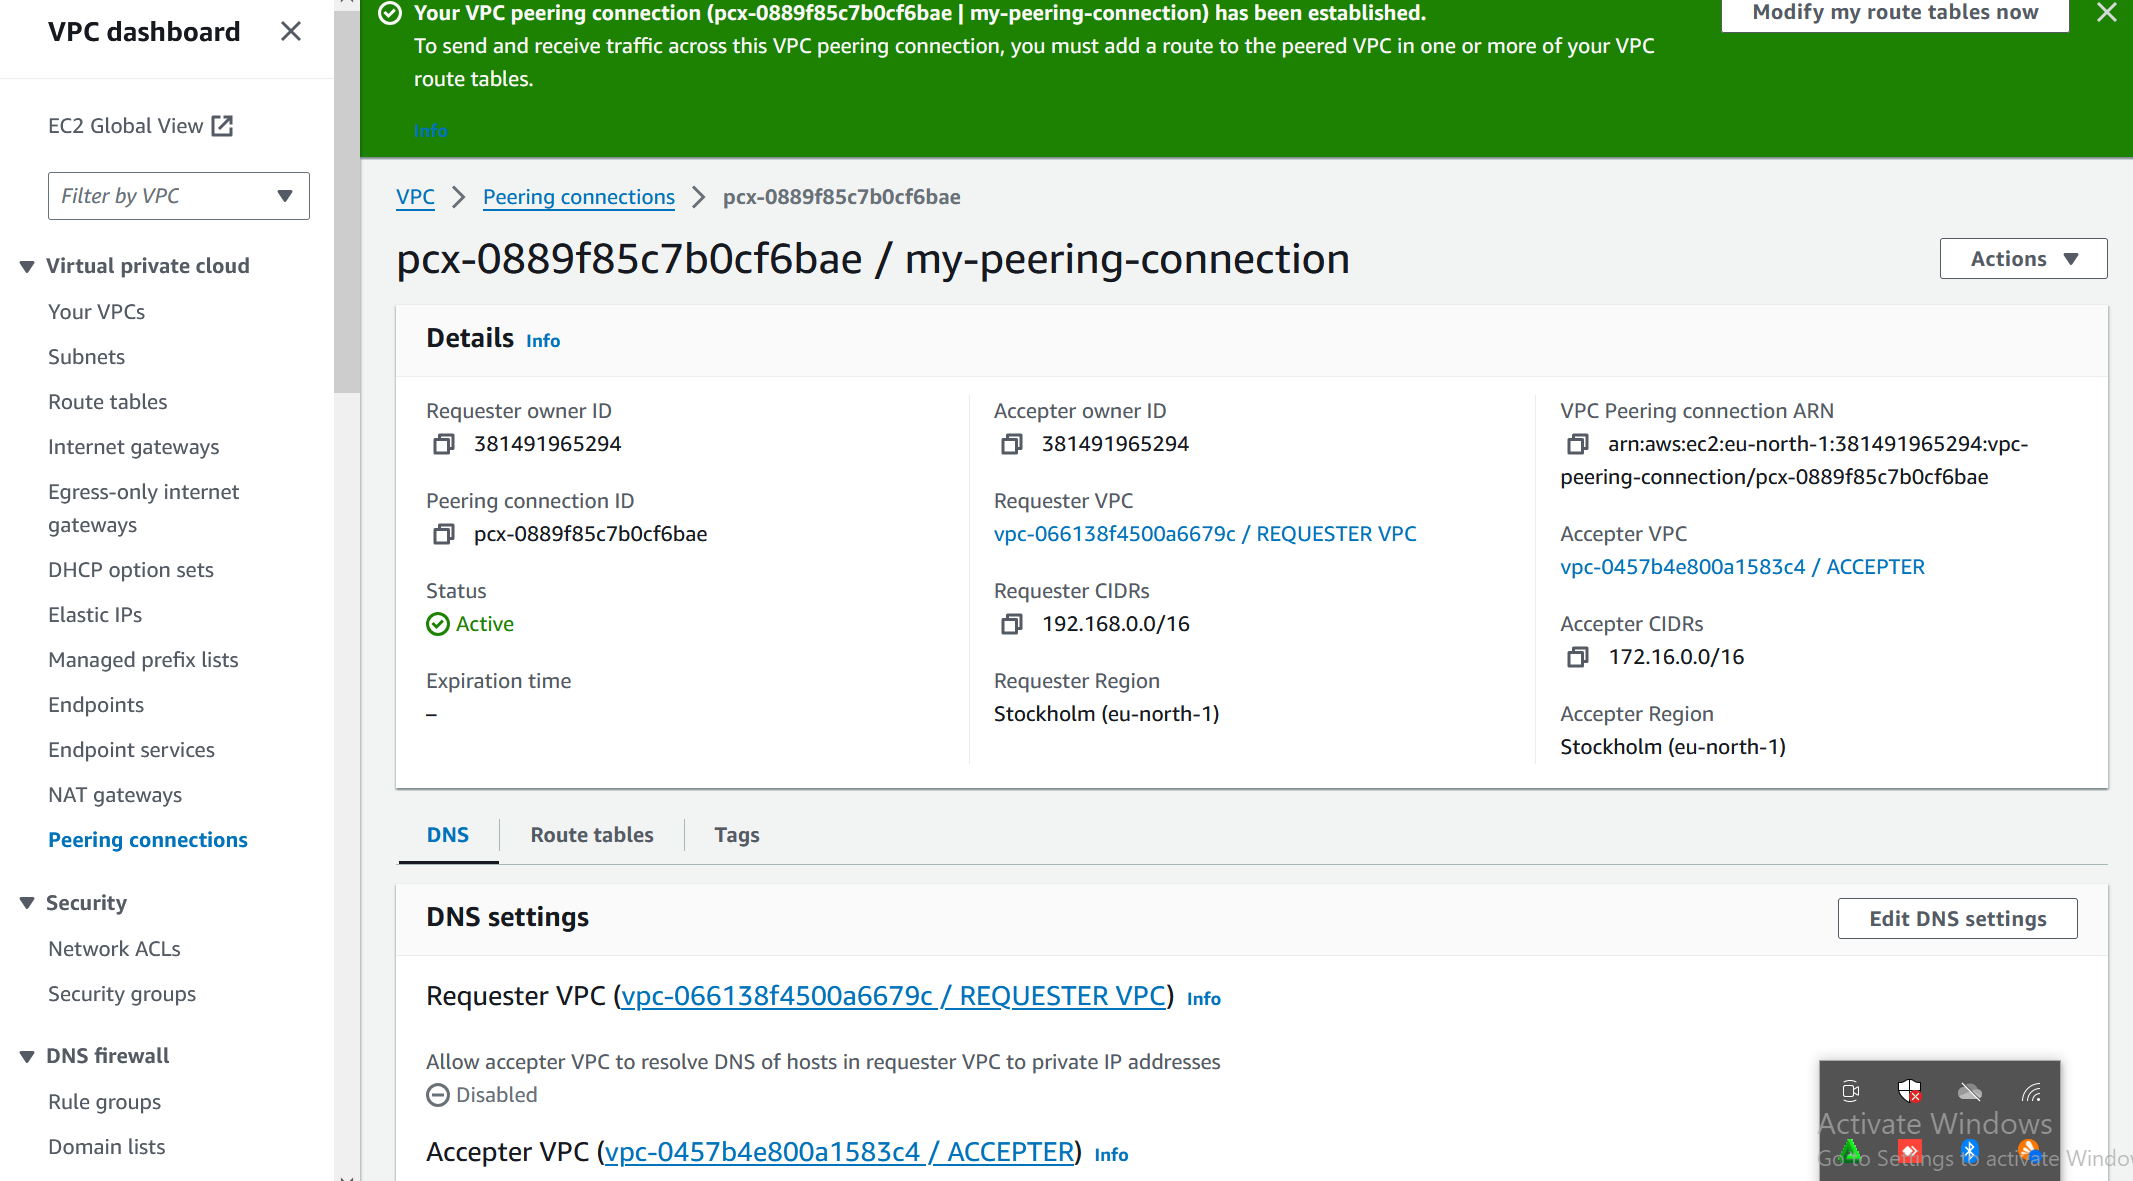 VPC dashboard
EC2 Global View
Filter by VPC
Virtual private cloud
Your VPCs
Subnets
Route tables
Internet gateways
Egress-only internet
gateways
DHCP option sets
Elastic IPs
Managed prefix lists
Endpoints
Endpoint services
NAT gateways
Peering connections
Security
Network ACLs
Security groups
DNS firewall
Rule groups
Domain lists
Your VPC peering connection (pcx-0889f85c7b0cf6bae | my-peering-connection) has been established.
To send and receive traffic across this VPC peering connection, you must add a route to the peered VPC in one or more of your VPC
route tables.
Info
Modify my route tables now
VPC > Peering connections > pcx-0889f85c7b0cf6bae
pcx-0889f85c7b0cf6bae / my-peering-connection
Actions
Details Info
Requester owner ID
381491965294
Peering connection ID
pcx-0889f85c7b0cf6bae
Status
Active
Expiration time
–
Accepter owner ID
381491965294
Requester VPC
vpc-066138f4500a6679c / REQUESTER VPC
Requester CIDRs
192.168.0.0/16
Requester Region
Stockholm (eu-north-1)
VPC Peering connection ARN
arn:aws:ec2:eu-north-1:381491965294:vpc-
peering-connection/pcx-0889f85c7b0cf6bae
Accepter VPC
vpc-0457b4e800a1583c4 / ACCEPTER
Accepter CIDRs
172.16.0.0/16
Accepter Region
Stockholm (eu-north-1)
DNS
Route tables
Tags
DNS settings
Edit DNS settings
Requester VPC (vpc-066138f4500a6679c / REQUESTER VPC) Info
Allow accepter VPC to resolve DNS of hosts in requester VPC to private IP addresses
Disabled
Accepter VPC (vpc-0457b4e800a1583c4 / ACCEPTER) Info
Activate Windows
Go to Settings to activate Windo